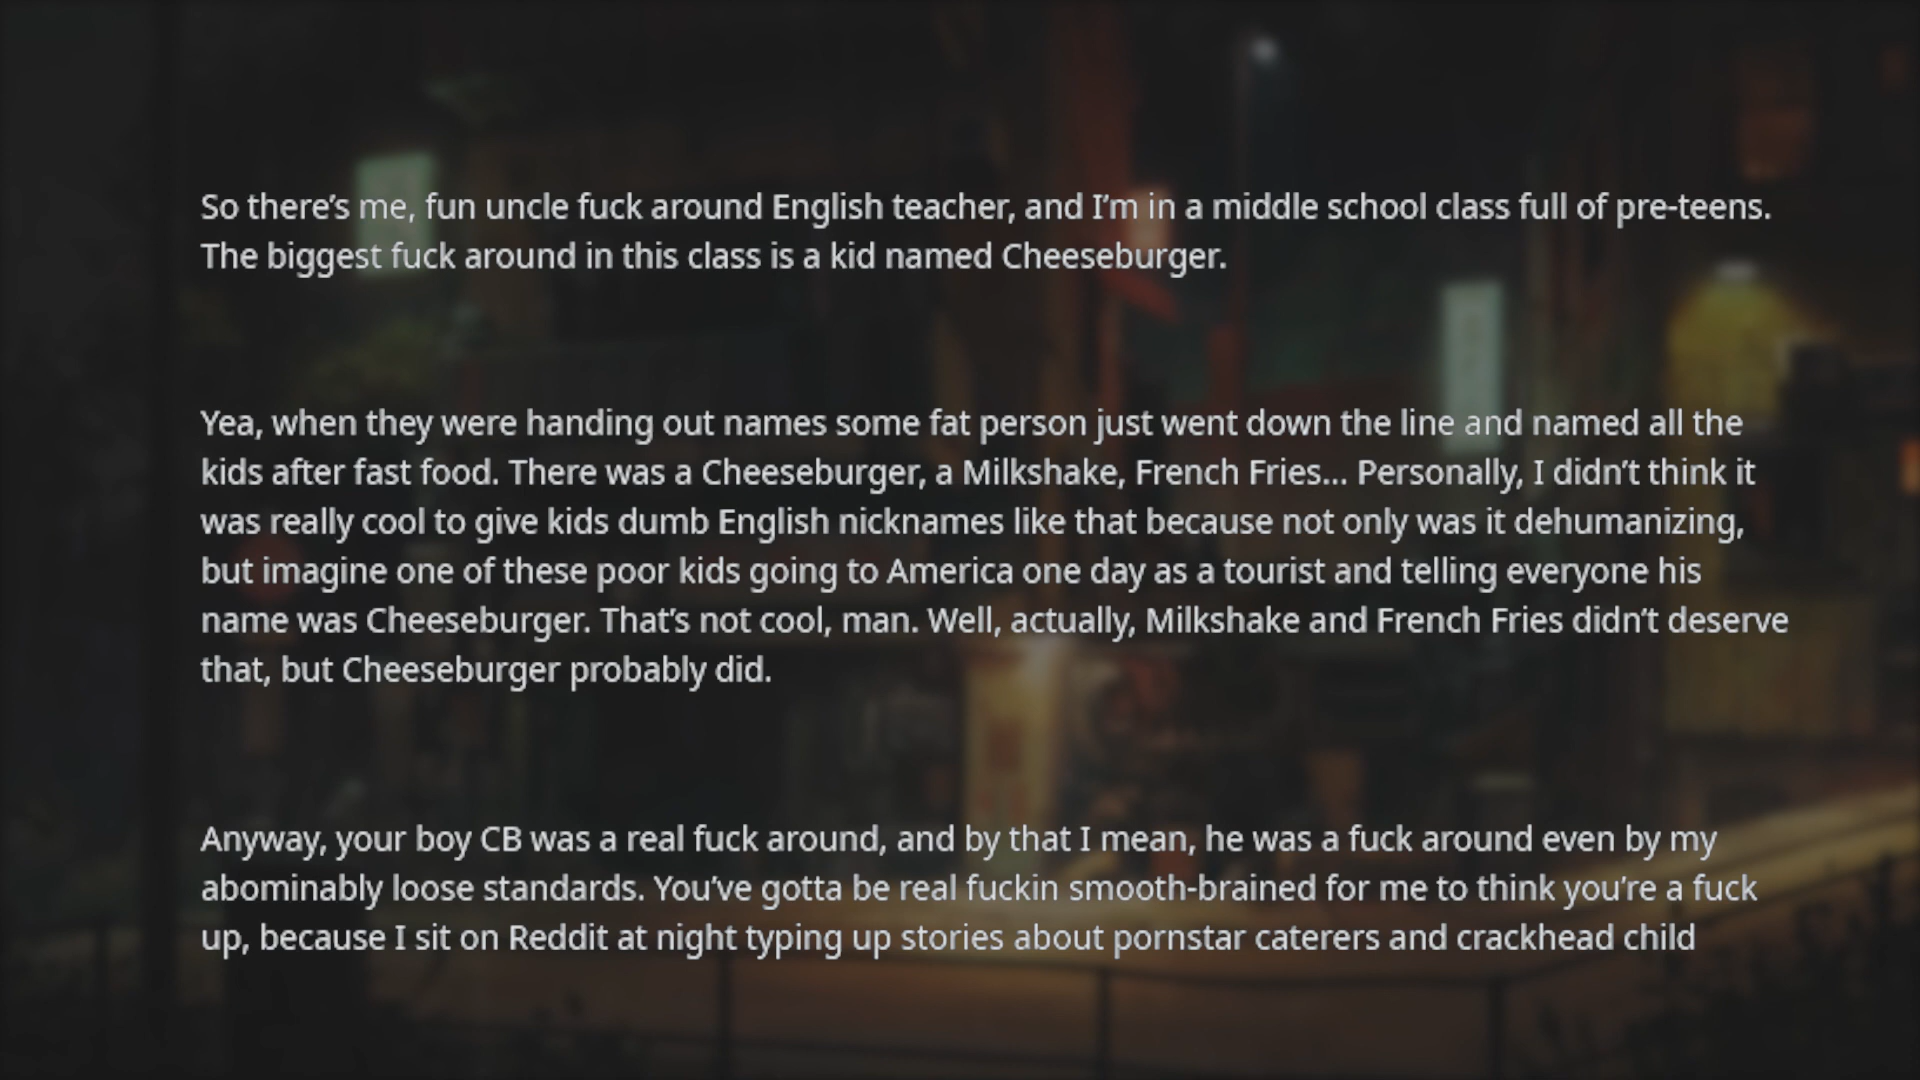 So there’s me, fun uncle fuck around English teacher, and I’m in a middle school class full of pre-teens.
The biggest fuck around in this class is a kid named Cheeseburger.
Yea, when they were handing out names some fat person just went down the line and named all the
kids after fast food. There was a Cheeseburger, a Milkshake, French Fries... Personally, I didn’t think it
was really cool to give kids dumb English nicknames like that because not only was it dehumanizing,
but imagine one of these poor kids going to America one day as a tourist and telling everyone his
name was Cheeseburger. That’s not cool, man. Well, actually, Milkshake and French Fries didn’t deserve
that, but Cheeseburger probably did.
Anyway, your boy CB was a real fuck around, and by that I mean, he was a fuck around even by my
abominably loose standards. You’ve gotta be real fuckin smooth-brained for me to think you’re a fuck
up, because I sit on Reddit at night typing up stories about pornstar caterers and crackhead child